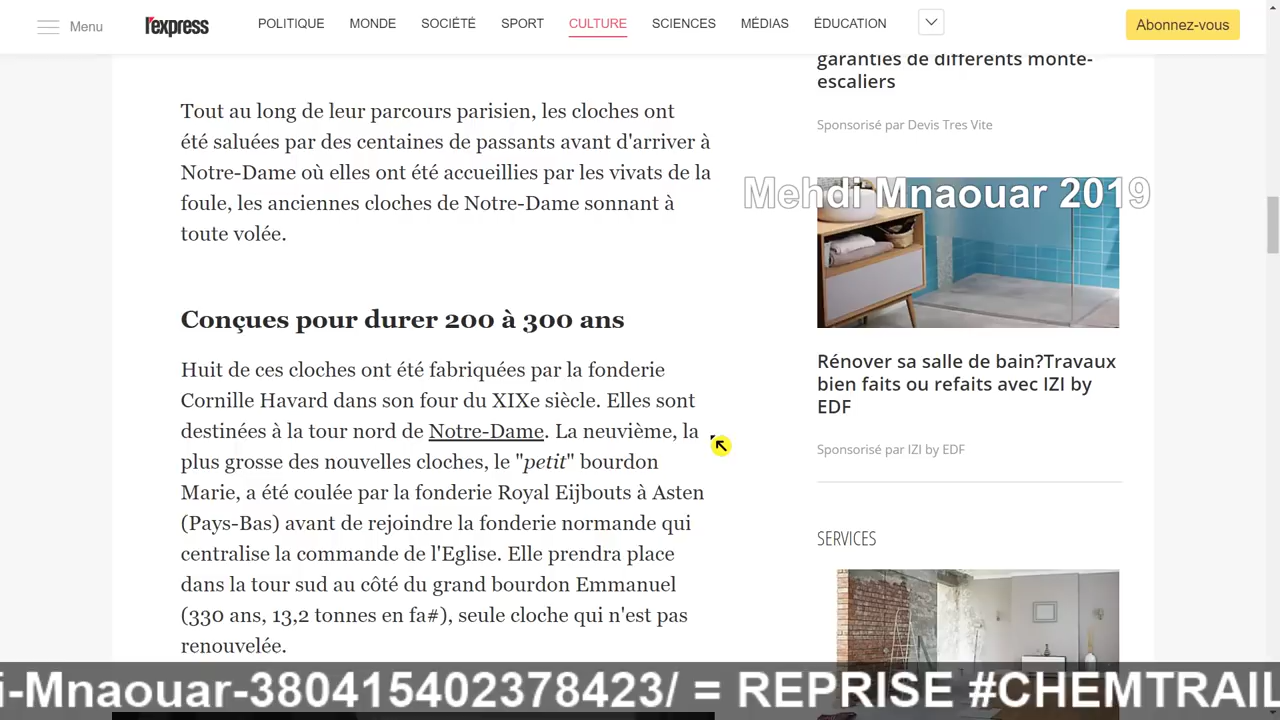 Menu
l'express
POLITIQUE MONDE SOCIÉTÉ SPORT CULTURE SCIENCES MÉDIAS ÉDUCATION
Abonnez-vous
Tout au long de leur parcours parisien, les cloches ont
été saluées par des centaines de passants avant d'arriver à
Notre-Dame où elles ont été accueillies par les vivats de la
foule, les anciennes cloches de Notre-Dame sonnant à
toute volée.
Conçues pour durer 200 à 300 ans
Huit de ces cloches ont été fabriquées par la fonderie
Cornille Havard dans son four du XIXe siècle. Elles sont
destinées à la tour nord de Notre-Dame. La neuvième, la
plus grosse des nouvelles cloches, le "petit" bourdon
Marie, a été coulée par la fonderie Royal Eijbouts à Asten
(Pays-Bas) avant de rejoindre la fonderie normande qui
centralise la commande de l'Eglise. Elle prendra place
dans la tour sud au côté du grand bourdon Emmanuel
(330 ans, 13,2 tonnes en fa#), seule cloche qui n'est pas
renouvelée.
garanties de différents monte-
escaliers
Sponsorisé par Devis Tres Vite
Mehdi Mnaouar 2019
Rénover sa salle de bain?Travaux
bien faits ou refaits avec IZI by
EDF
Sponsorisé par IZI by EDF
SERVICES
i-Mnaouar-380415402378423/ = REPRISE #CHEMTRAIL